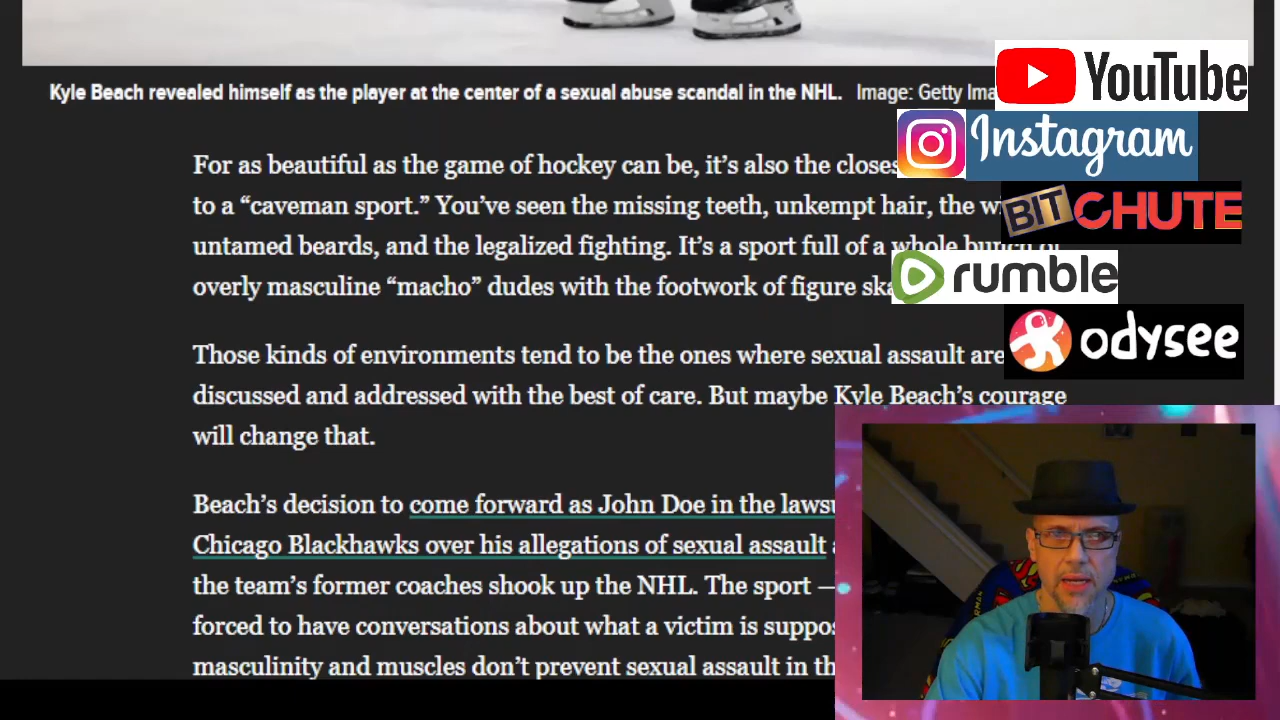 Kyle Beach revealed himself as the player at the center of a sexual abuse scandal in the NHL. Image: Getty
YouTube
Instagram
BITCHUTE
rumble
odysee
For as beautiful as the game of hockey can be, it's also the
to a “caveman sport.” You've seen the missing teeth, unkempt hair, the
untamed beards, and the legalized fighting. It's a sport full of a whole bunch of
overly masculine “macho” dudes with the footwork of figure
Those kinds of environments tend to be the ones where sexual assault are
discussed and addressed with the best of care. But maybe Kyle Beach's courage
will change that.
Beach's decision to come forward as John Doe in the
Chicago Blackhawks over his allegations of sexual assault
the team's former coaches shook up the NHL. The sport —
forced to have conversations about what a victim is
masculinity and muscles don't prevent sexual assault in